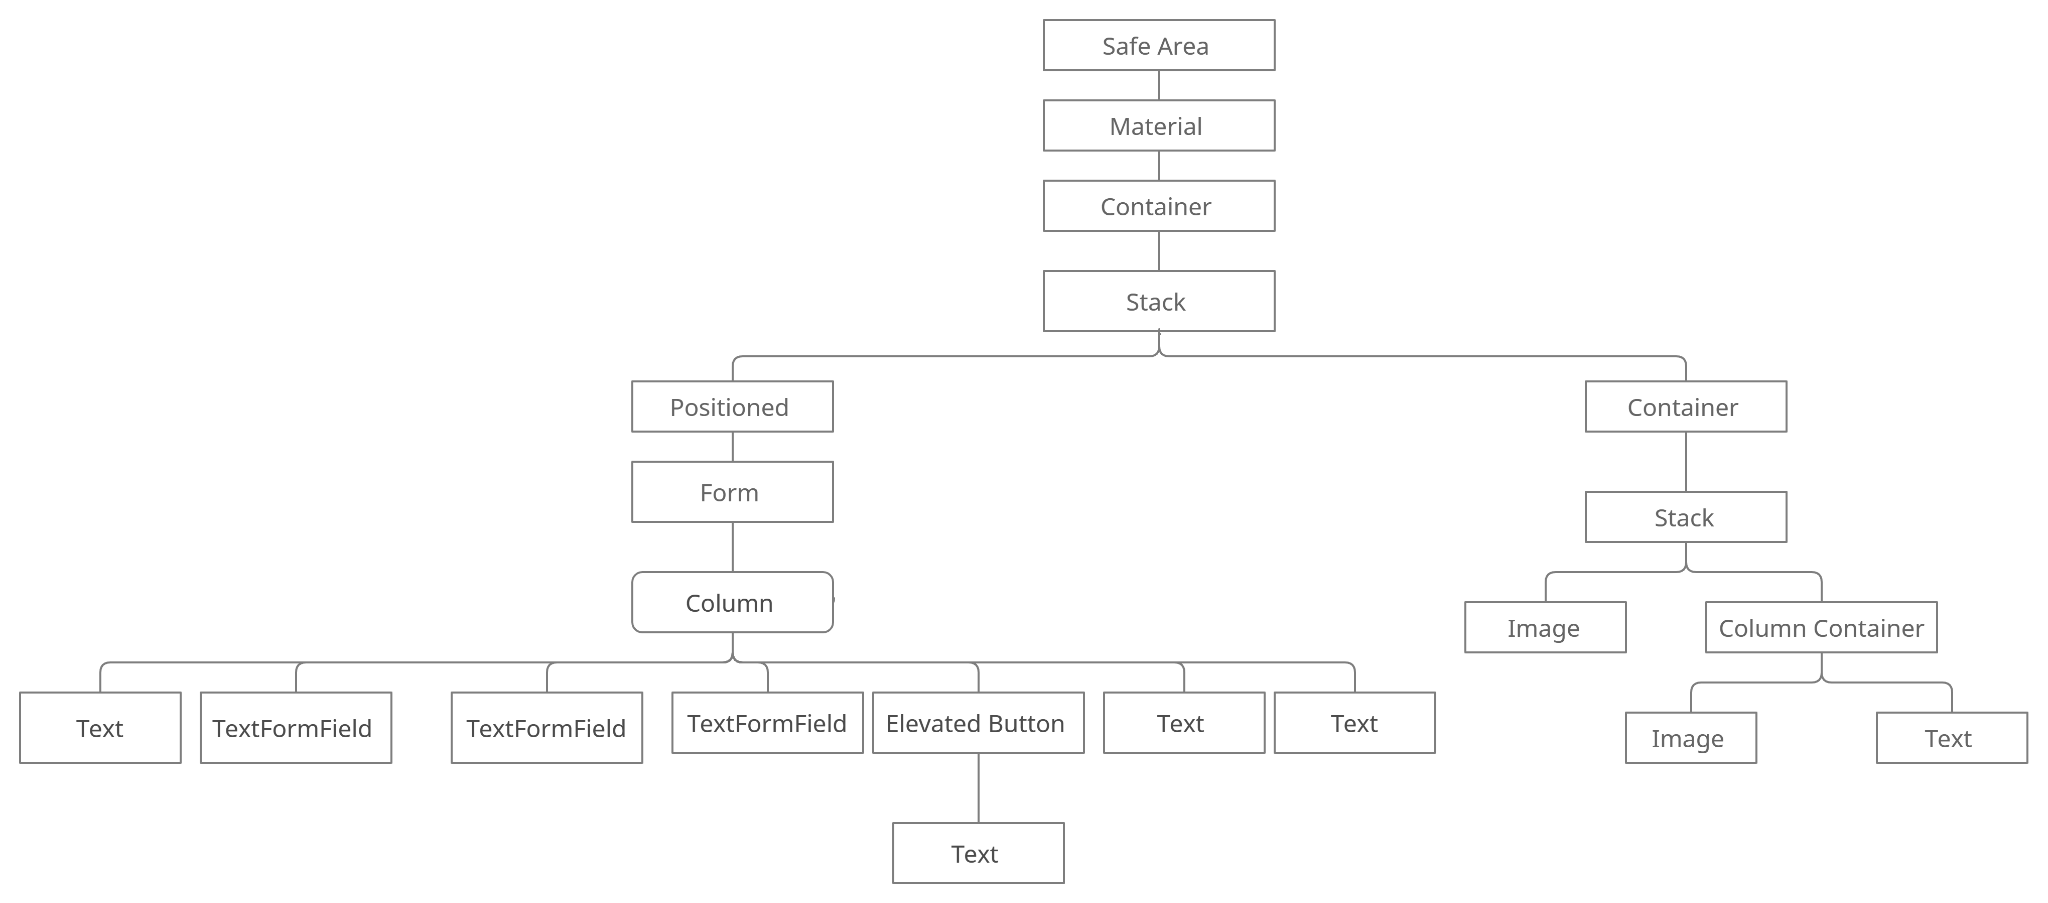 Safe Area
Material
Container
Stack
Positioned
Container
Form
Stack
Column
Image
Column Container
Text
TextFormField
TextFormField
TextFormField
Elevated Button
Text
Text
Image
Text
Text